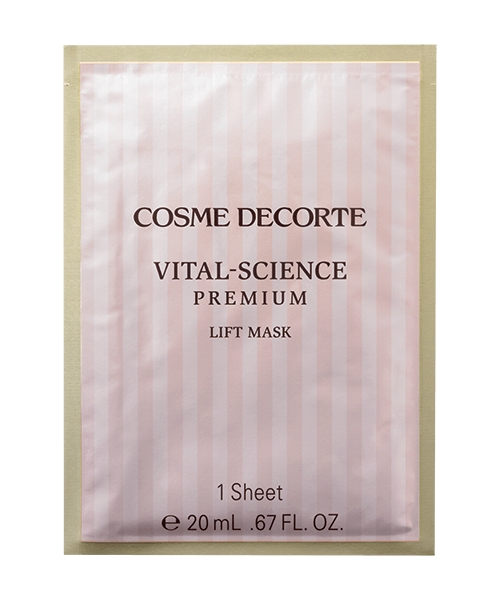 COSME DECORTE
VITAL-SCIENCE
PREMIUM
LIFT MASK
1 Sheet
℮ 20 mL .67 FL. OZ.